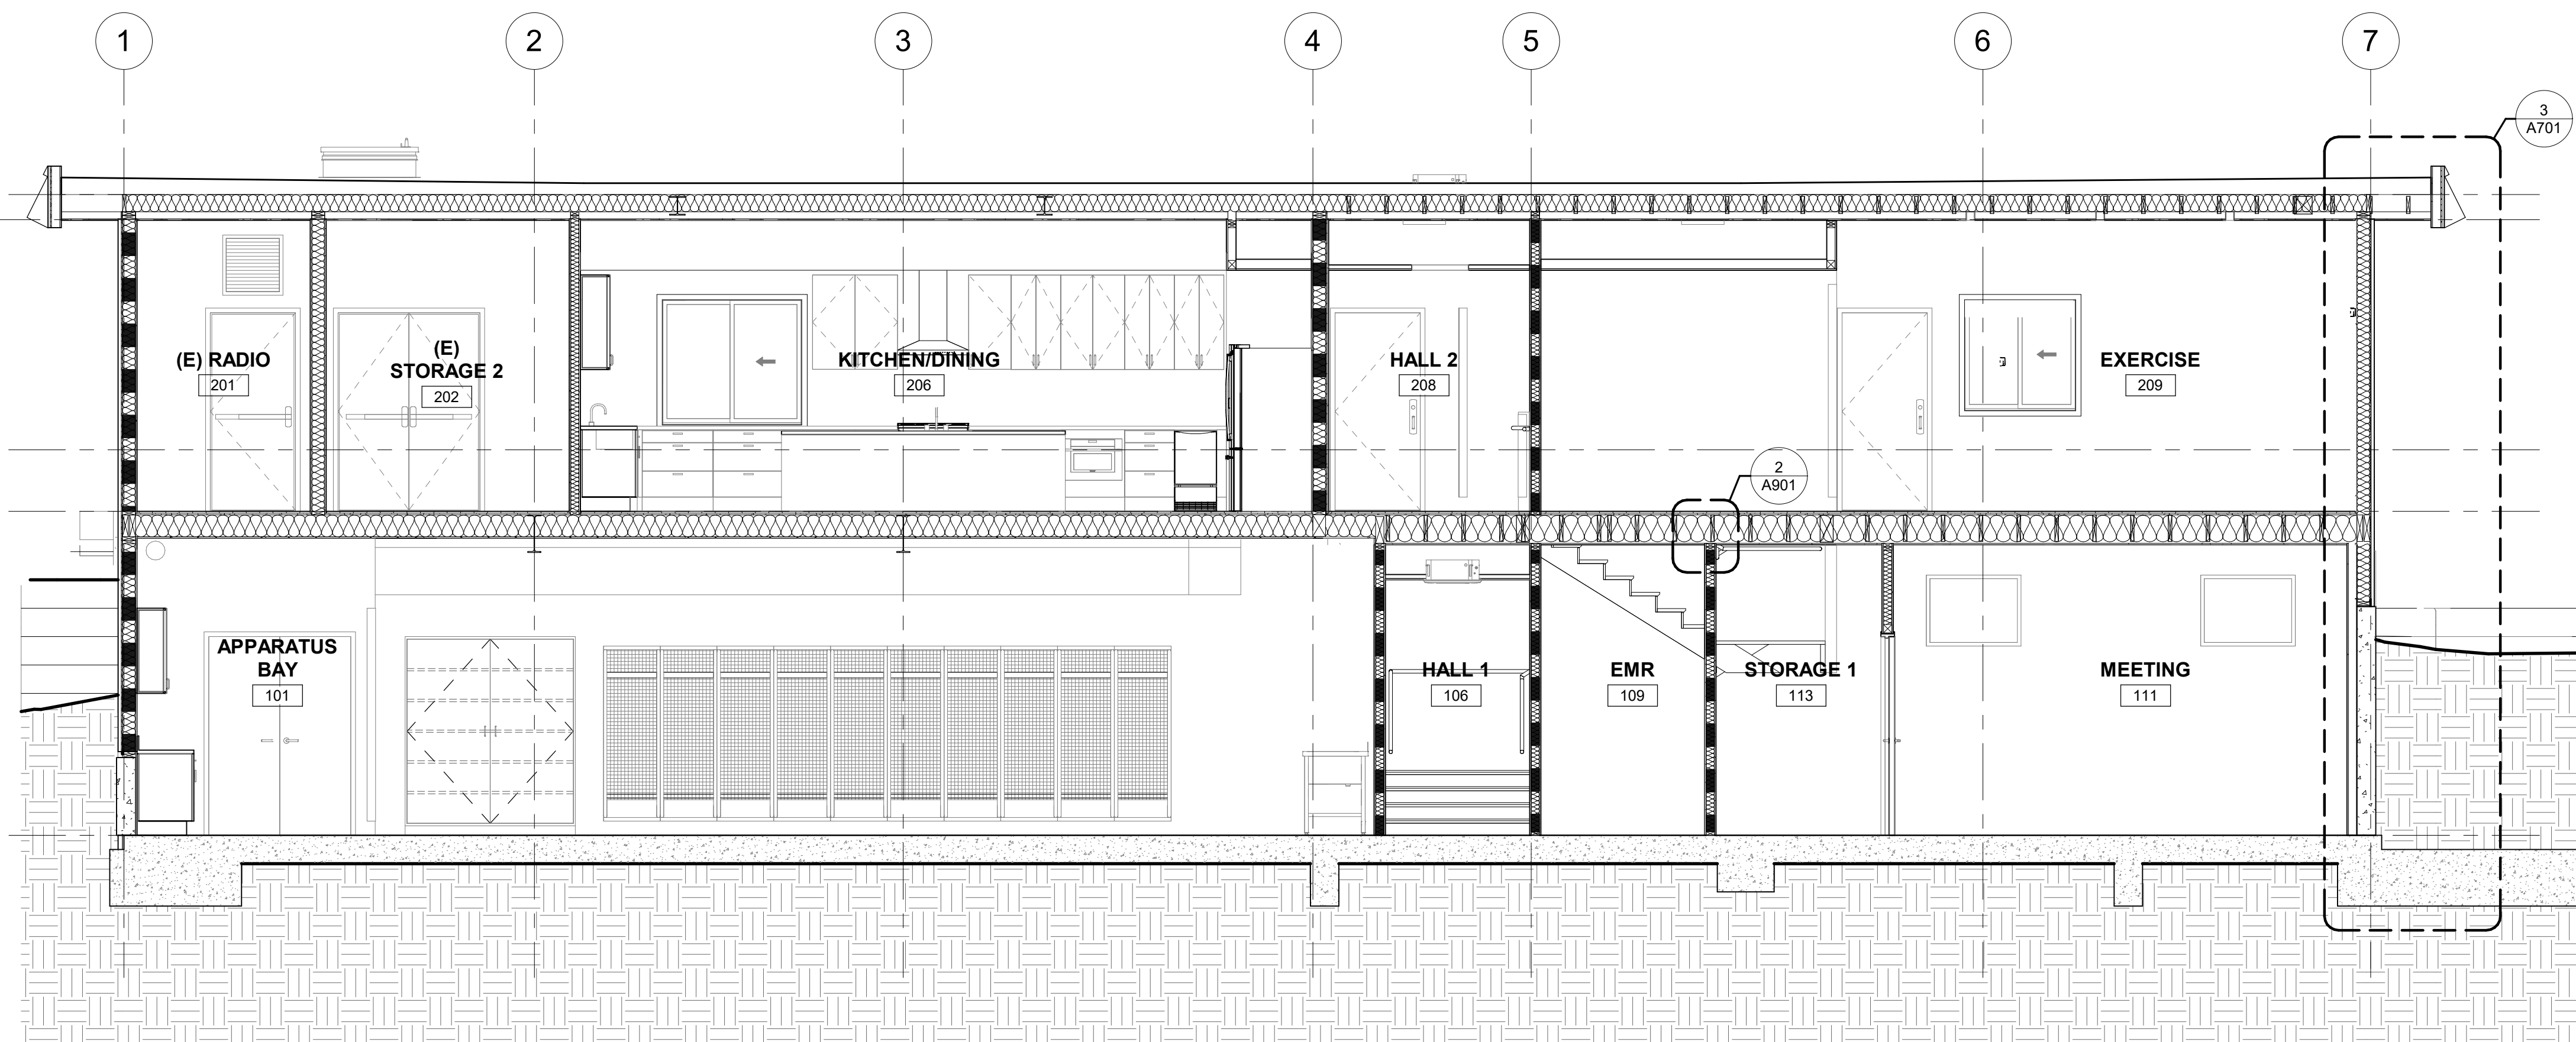 1
2
3
4
5
6
7
3
A701
(E) RADIO
201
(E)
STORAGE 2
202
KITCHEN/DINING
206
HALL 2
208
EXERCISE
209
2
A901
APPARATUS
BAY
101
HALL 1
106
EMR
109
STORAGE 1
113
MEETING
111